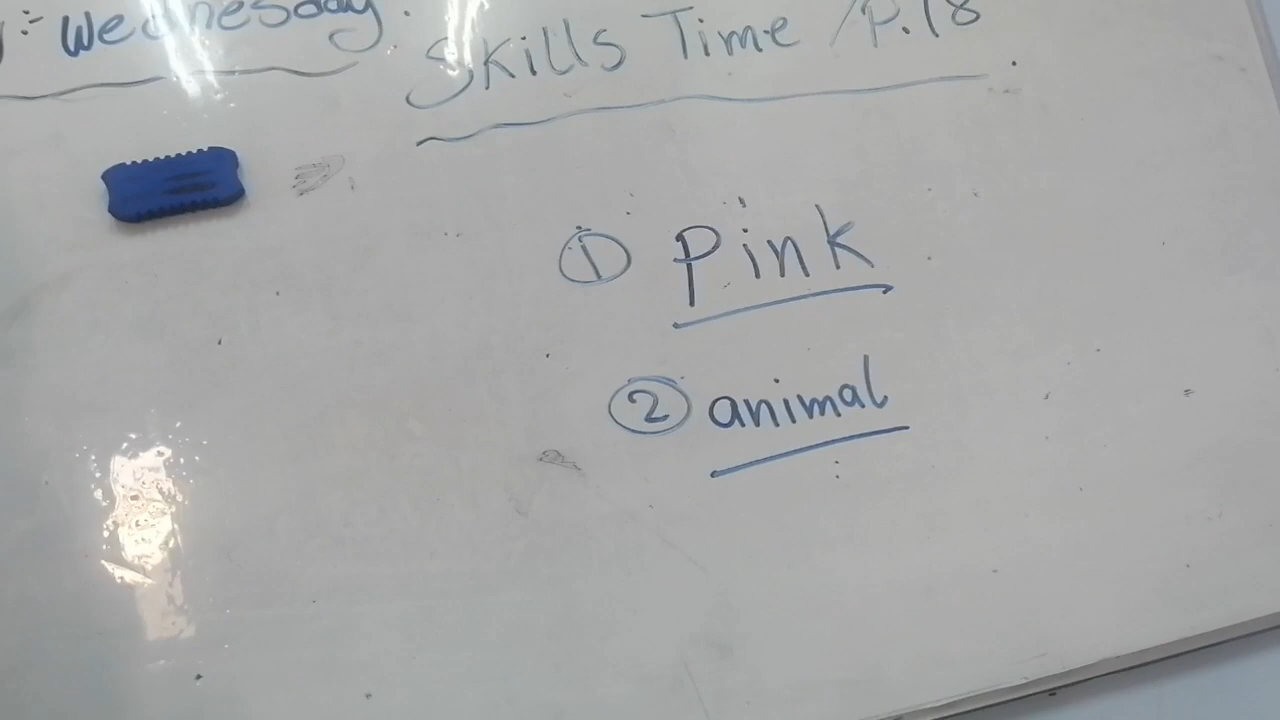 :- Wednesday.
Skills Time / P.18
① Pink
② animal